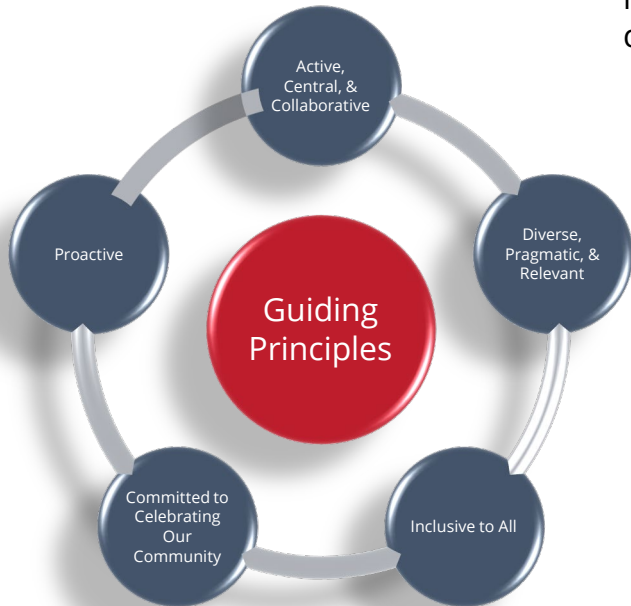 Active,
Central, &
Collaborative
Diverse,
Pragmatic, &
Relevant
Proactive
Guiding
Principles
Committed to
Celebrating
Our
Community
Inclusive to All